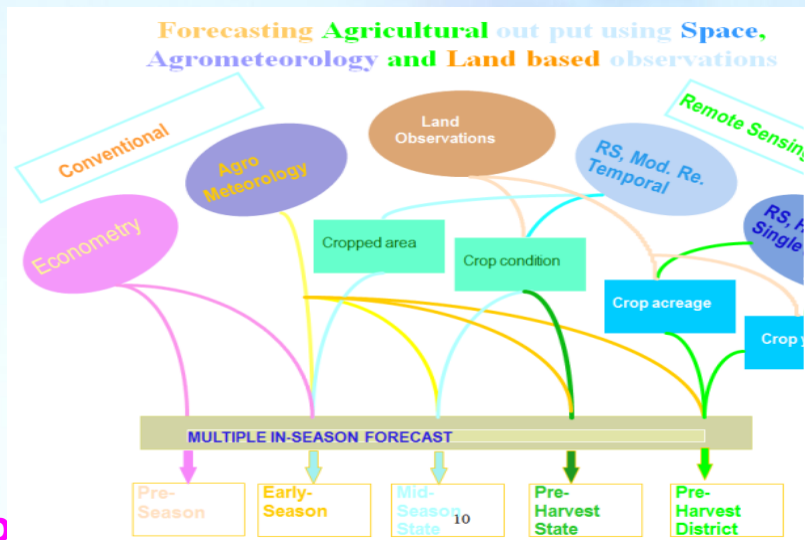 Forecasting Agricultural out put using Space,
Agrometeorology and Land based observations
Conventional
Remote Sensing
Econometry
Agro
Meteorology
Land
Observations
RS, Mod. Re.
Temporal
RS,
Single
Cropped area
Crop condition
Crop acreage
Crop
MULTIPLE IN-SEASON FORECAST
Pre-
Season
Early-
Season
Mid-
Season
State
10
Pre-
Harvest
State
Pre-
Harvest
District